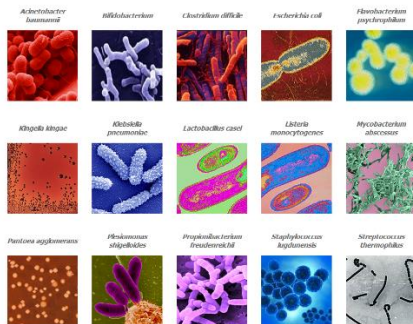 Acinetobacter
baumannii
Bifidobacterium
Clostridium difficile
Escherichia coli
Flavobacterium
psychrophilum
Kingella kingae
Klebsiella
pneumoniae
Lactobacillus casei
Listeria
monocytogenes
Mycobacterium
abscessus
Pantoea agglomerans
Plesiomonas
shigelloides
Propionibacterium
freudenreichii
Staphylococcus
lugdunensis
Streptococcus
thermophilus